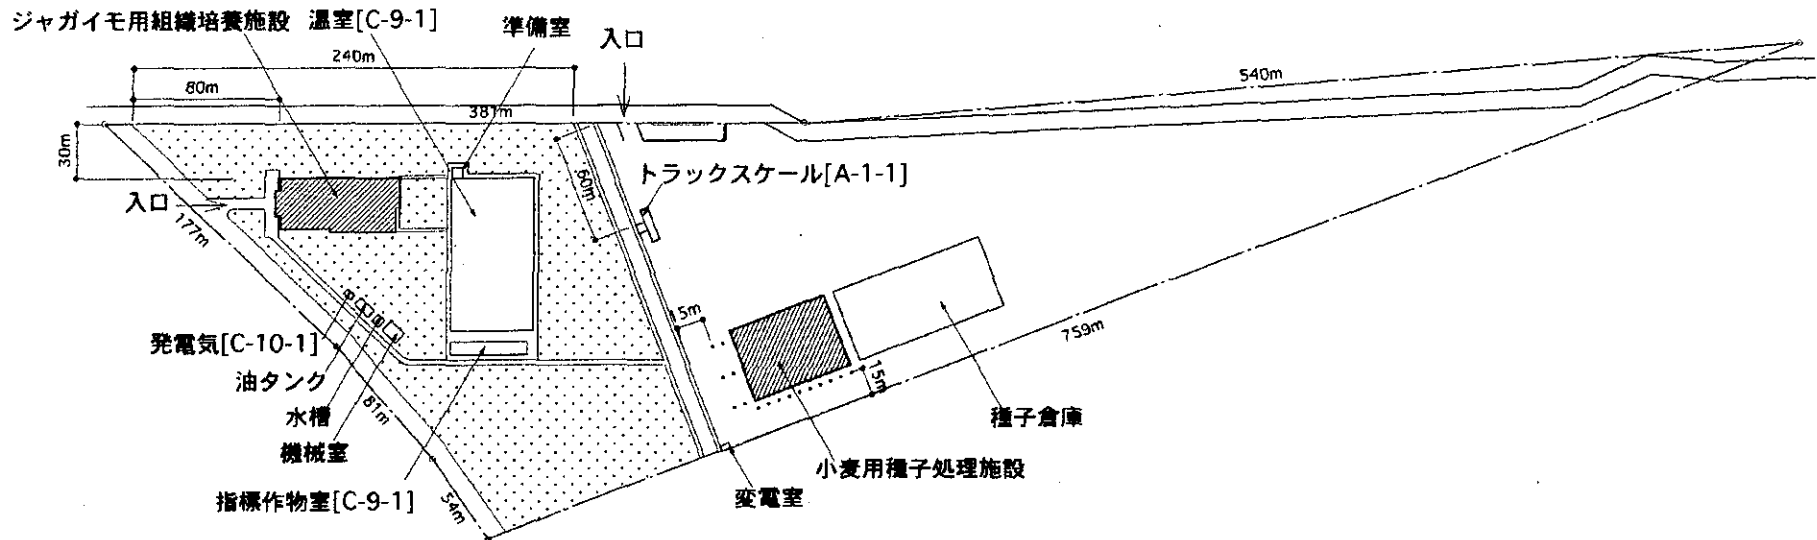 ジャガイモ用組織培養施設
温室[C-9-1]
準備室
入口
240m
540m
80m
381m
30m
60m
トラックスケール[A-1-1]
入口
177m
15m
759m
発電気[C-10-1]
油タンク
15m
81m
水槽
種子倉庫
機械室
小麦用種子処理施設
指標作物室[C-9-1]
54m
変電室